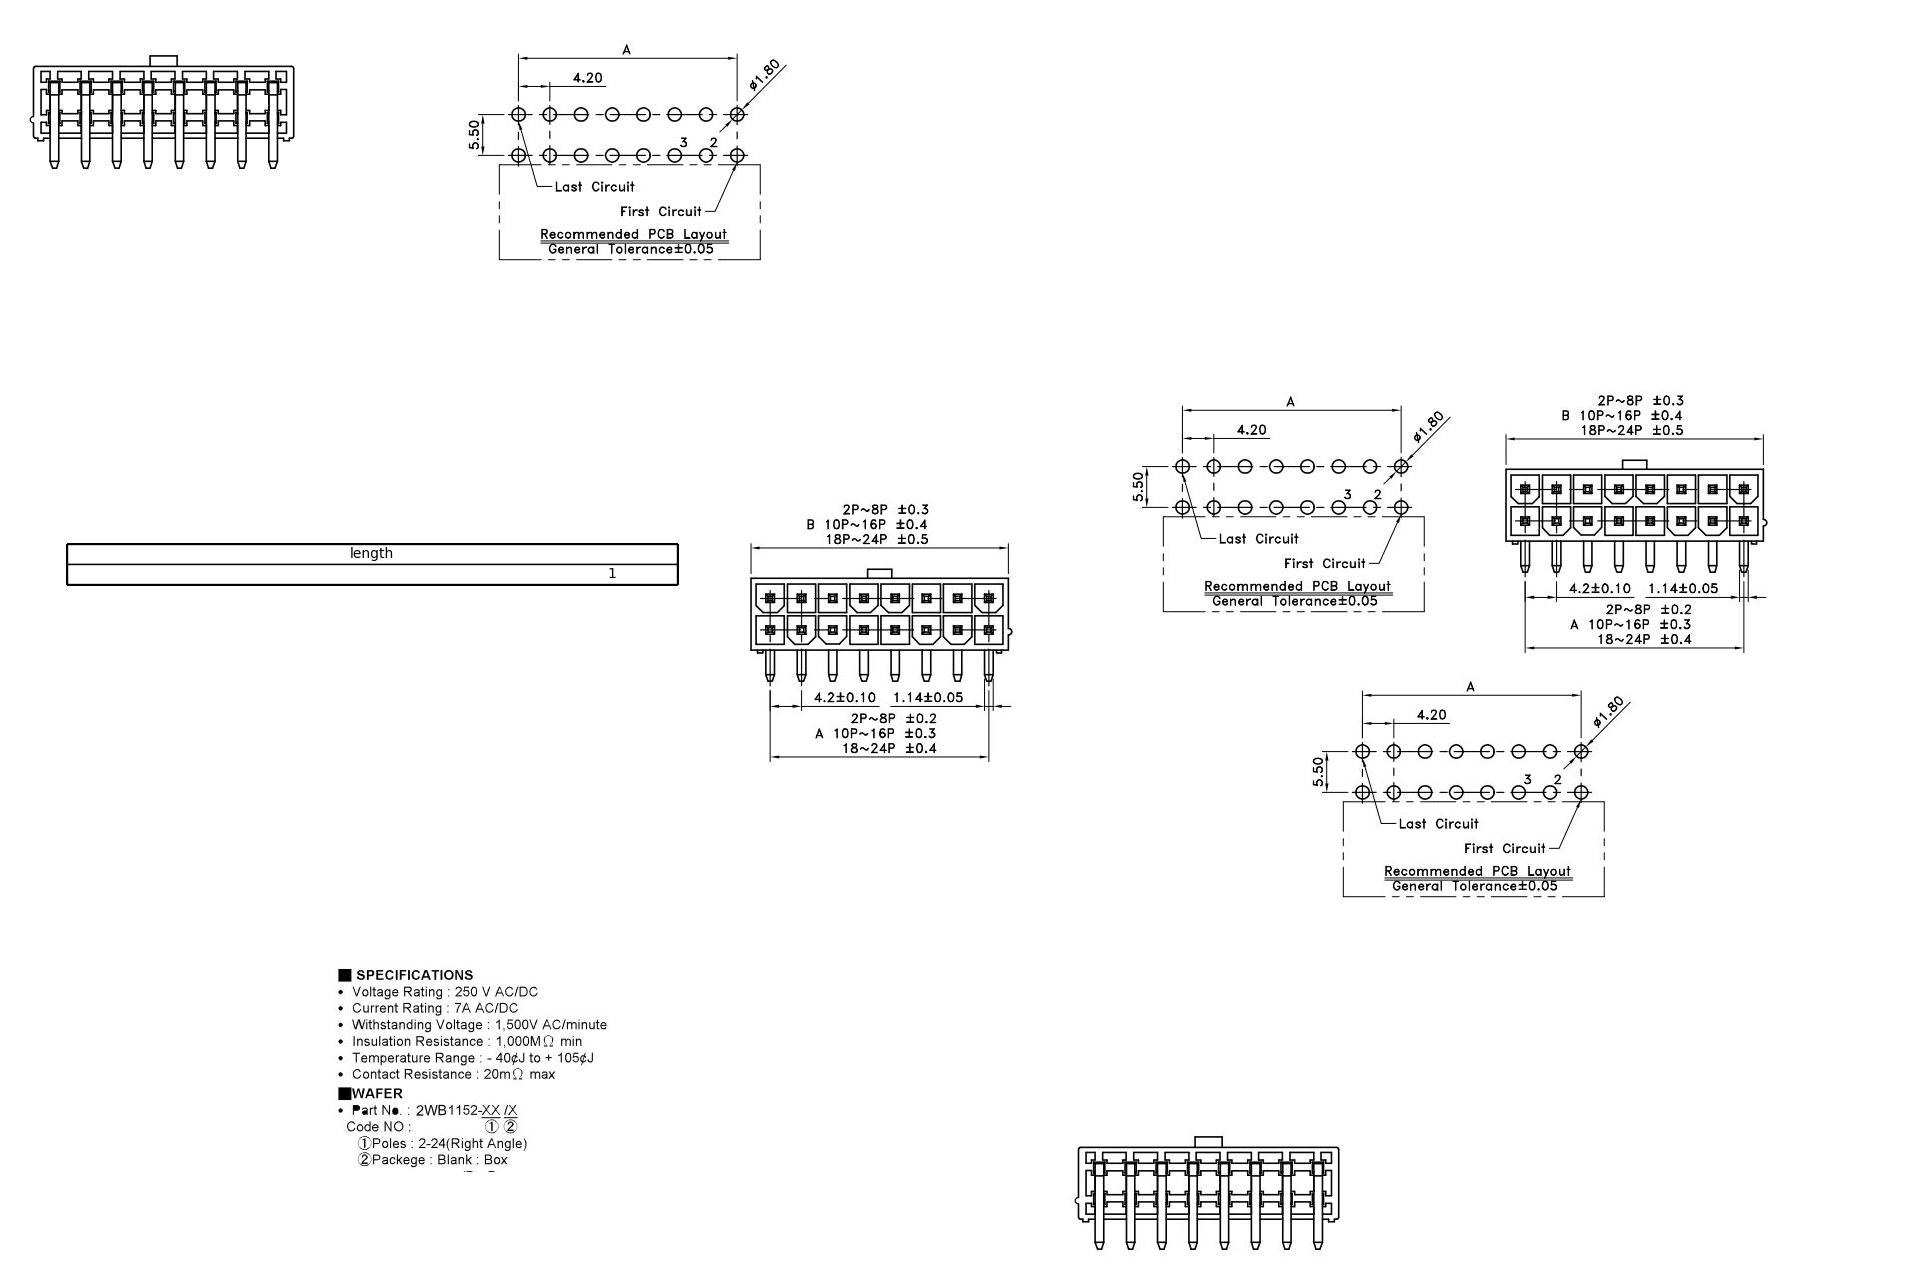 A
4.20
ø1.80
5.50
3 2
Last Circuit
First Circuit
Recommended PCB Layout
General Tolerance±0.05
A
4.20
ø1.80
5.50
3 2
Last Circuit
First Circuit
Recommended PCB Layout
General Tolerance±0.05
2P~8P ±0.3
B 10P~16P ±0.4
18P~24P ±0.5
4.2±0.10 1.14±0.05
2P~8P ±0.2
A 10P~16P ±0.3
18~24P ±0.4
length
1
2P~8P ±0.3
B 10P~16P ±0.4
18P~24P ±0.5
4.2±0.10 1.14±0.05
2P~8P ±0.2
A 10P~16P ±0.3
18~24P ±0.4
A
4.20
ø1.80
5.50
3 2
Last Circuit
First Circuit
Recommended PCB Layout
General Tolerance±0.05
■ SPECIFICATIONS
• Voltage Rating : 250 V AC/DC
• Current Rating : 7A AC/DC
• Withstanding Voltage : 1,500V AC/minute
• Insulation Resistance : 1,000MΩ min
• Temperature Range : - 40¢J to + 105¢J
• Contact Resistance : 20mΩ max
■WAFER
• Part No. : 2WB1152-XX /X
Code NO : ① ②
①Poles : 2-24(Right Angle)
②Packege : Blank : Box